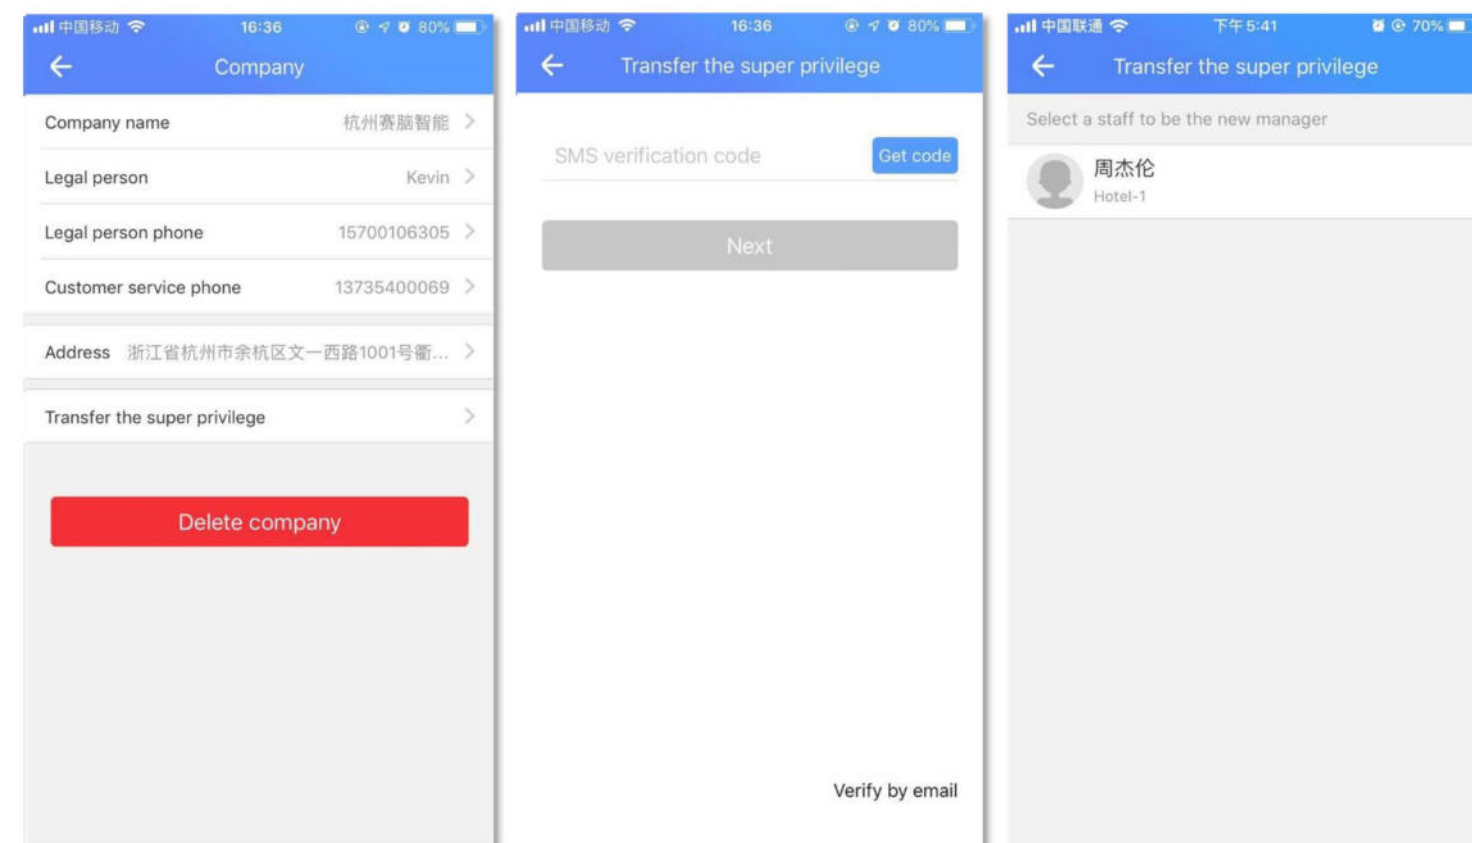 中国移动 16:36 80%
Company
Company name 杭州赛脑智能
Legal person Kevin
Legal person phone 15700106305
Customer service phone 13735400069
Address 浙江省杭州市余杭区文一西路1001号衢...
Transfer the super privilege
Delete company
中国移动 16:36 80%
Transfer the super privilege
SMS verification code Get code
Next
Verify by email
中国联通 下午5:41 70%
Transfer the super privilege
Select a staff to be the new manager
周杰伦
Hotel-1